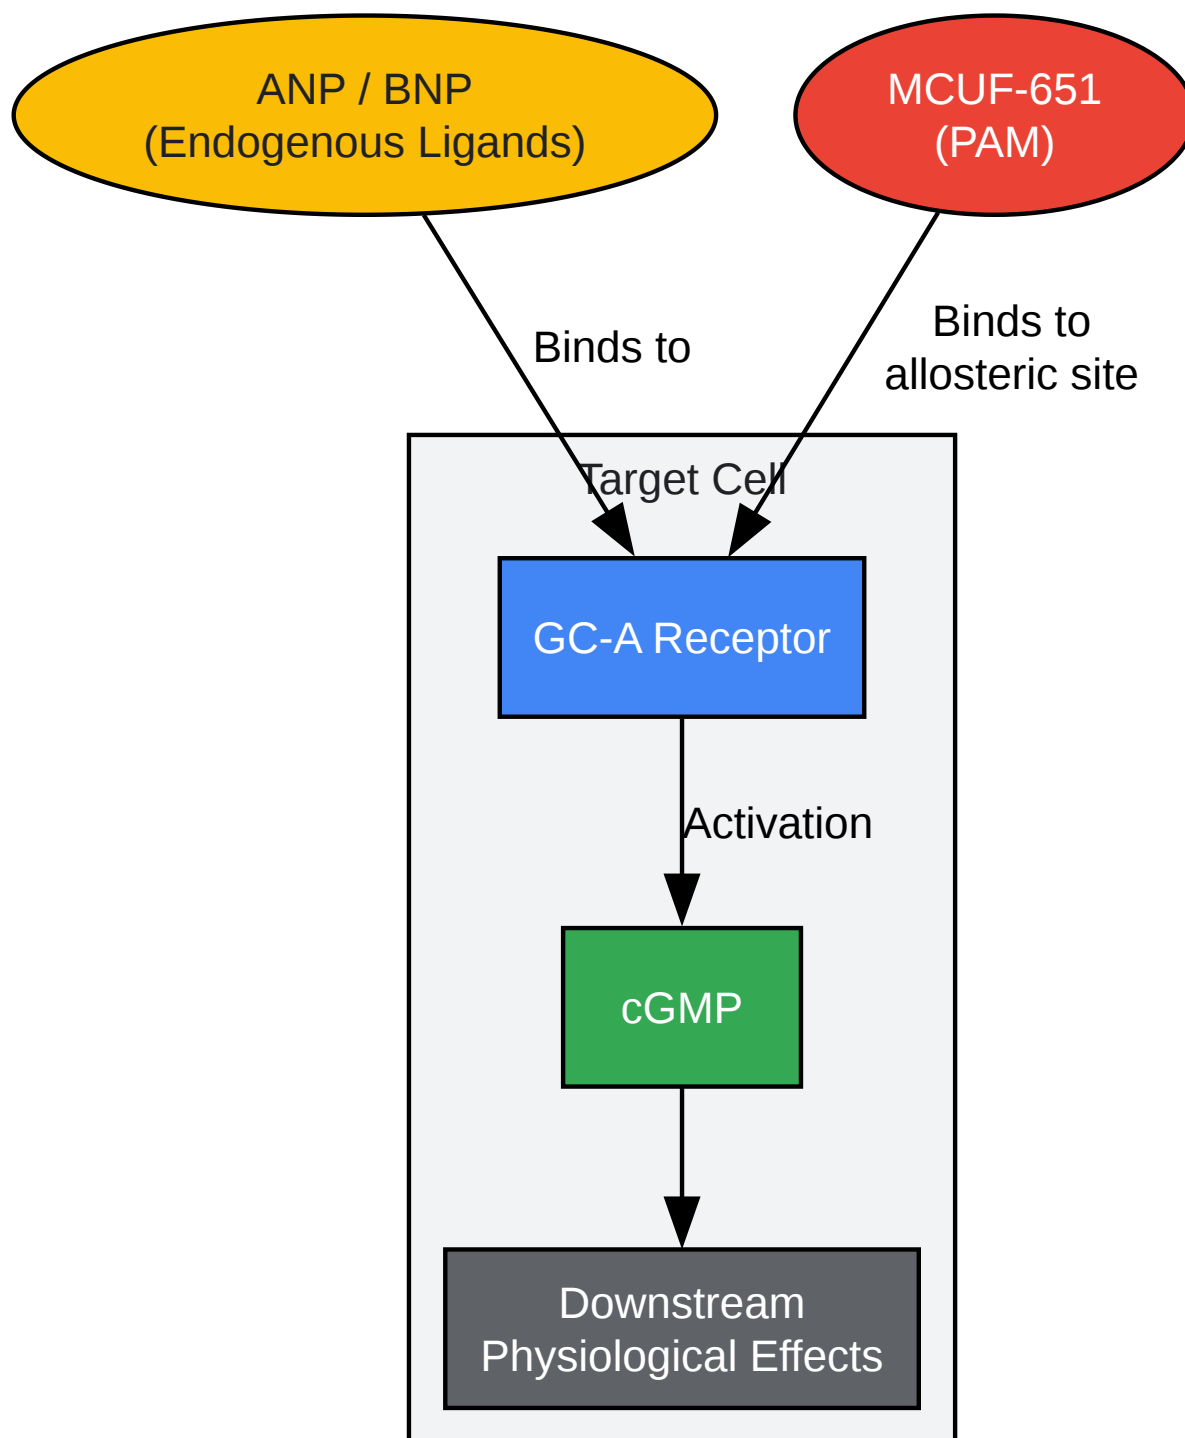 ANP / BNP
(Endogenous Ligands)
MCUF-651
(PAM)
Binds to
Binds to
allosteric site
Target Cell
GC-A Receptor
Activation
cGMP
Downstream
Physiological Effects